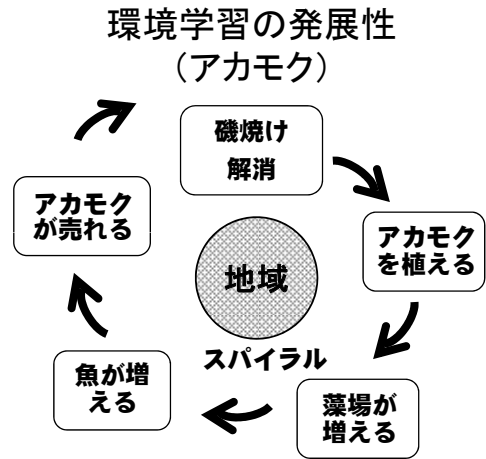 環境学習の発展性
（アカモク）
磯焼け
解消
アカモク
を植える
藻場が
増える
魚が増
える
アカモク
が売れる
地域
スパイラル